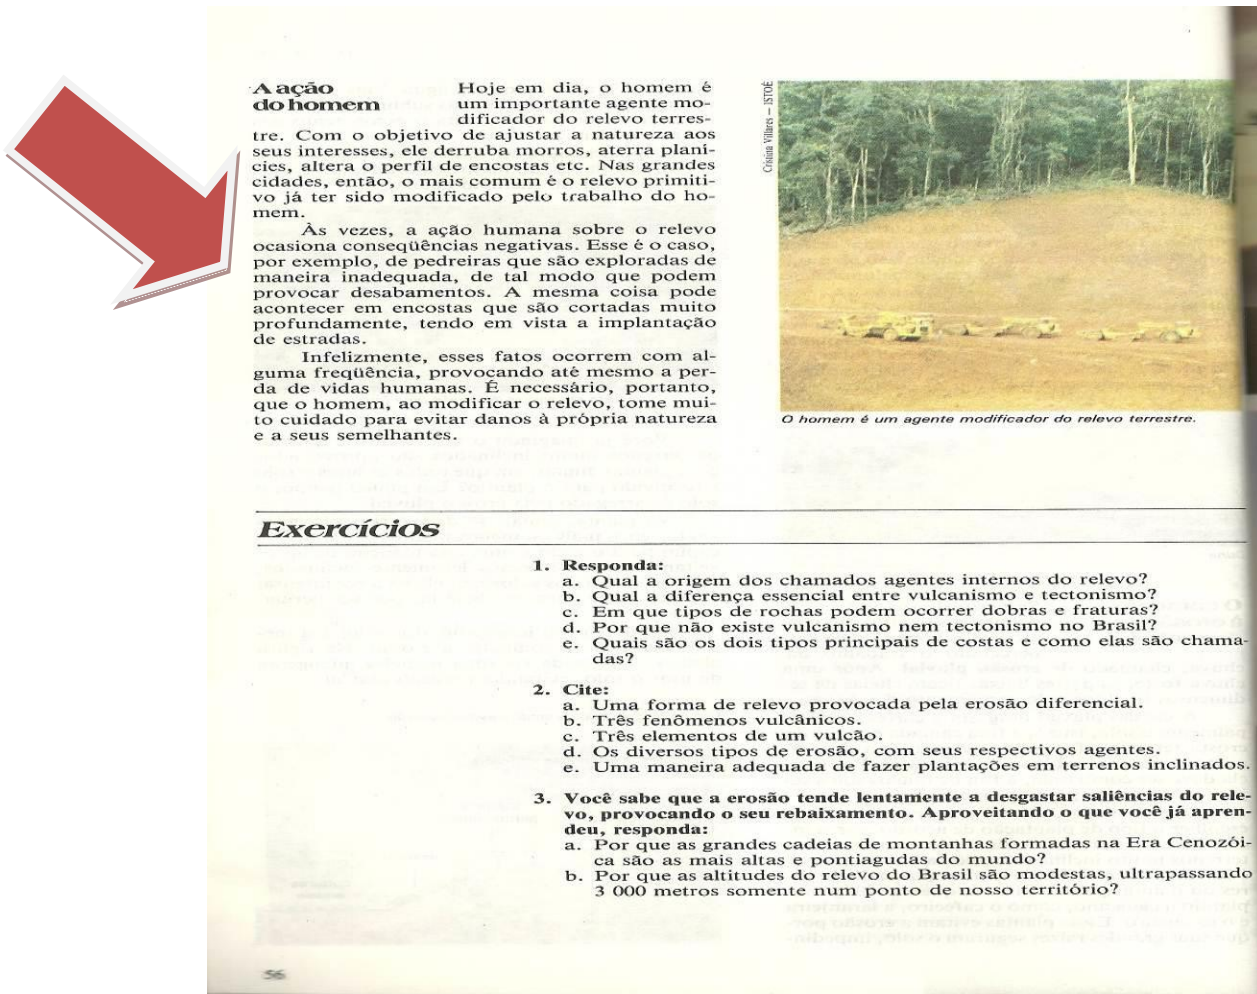 A ação
do homem
Hoje em dia, o homem é
um importante agente mo-
dificador do relevo terres-
tre. Com o objetivo de ajustar a natureza aos
seus interesses, ele derruba morros, aterra planí-
cies, altera o perfil de encostas etc. Nas grandes
cidades, então, o mais comum é o relevo primiti-
vo já ter sido modificado pelo trabalho do ho-
mem.
Às vezes, a ação humana sobre o relevo
ocasiona conseqüências negativas. Esse é o caso,
por exemplo, de pedreiras que são exploradas de
maneira inadequada, de tal modo que podem
provocar desabamentos. A mesma coisa pode
acontecer em encostas que são cortadas muito
profundamente, tendo em vista a implantação
de estradas.
Infelizmente, esses fatos ocorrem com al-
guma freqüência, provocando até mesmo a per-
da de vidas humanas. É necessário, portanto,
que o homem, ao modificar o relevo, tome mui-
to cuidado para evitar danos à própria natureza
e a seus semelhantes.
Cristina Villares — ISTOÉ
O homem é um agente modificador do relevo terrestre.
Exercícios
1. Responda:
a. Qual a origem dos chamados agentes internos do relevo?
b. Qual a diferença essencial entre vulcanismo e tectonismo?
c. Em que tipos de rochas podem ocorrer dobras e fraturas?
d. Por que não existe vulcanismo nem tectonismo no Brasil?
e. Quais são os dois tipos principais de costas e como elas são chama-
das?
2. Cite:
a. Uma forma de relevo provocada pela erosão diferencial.
b. Três fenômenos vulcânicos.
c. Três elementos de um vulcão.
d. Os diversos tipos de erosão, com seus respectivos agentes.
e. Uma maneira adequada de fazer plantações em terrenos inclinados.
3. Você sabe que a erosão tende lentamente a desgastar saliências do rele-
vo, provocando o seu rebaixamento. Aproveitando o que você já apren-
deu, responda:
a. Por que as grandes cadeias de montanhas formadas na Era Cenozói-
ca são as mais altas e pontiagudas do mundo?
b. Por que as altitudes do relevo do Brasil são modestas, ultrapassando
3 000 metros somente num ponto de nosso território?
56